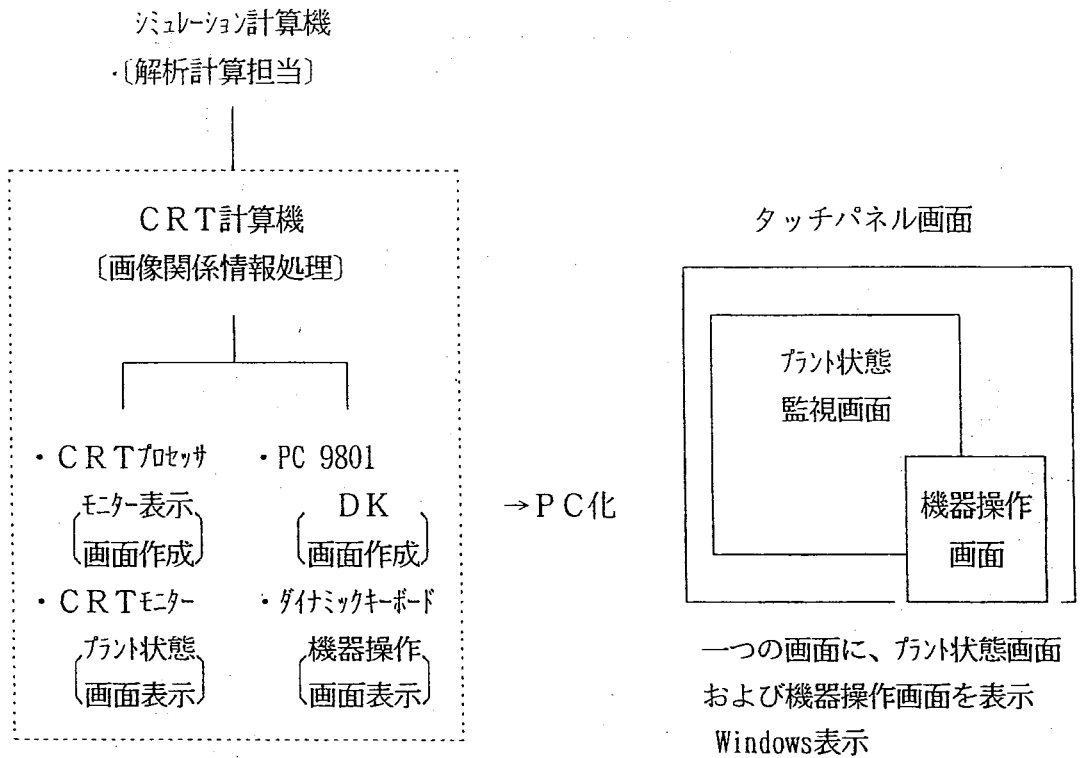 シミュレーション計算機
・〔解析計算担当〕
CRT計算機
〔画像関係情報処理〕
・CRTプロセッサ
モニター表示
画面作成
・CRTモニター
プラント状態
画面表示
・PC 9801
DK
画面作成
・ダイナミックキーボード
機器操作
画面表示
→PC化
タッチパネル画面
プラント状態
監視画面
機器操作
画面
一つの画面に、プラント状態画面
および機器操作画面を表示
Windows表示